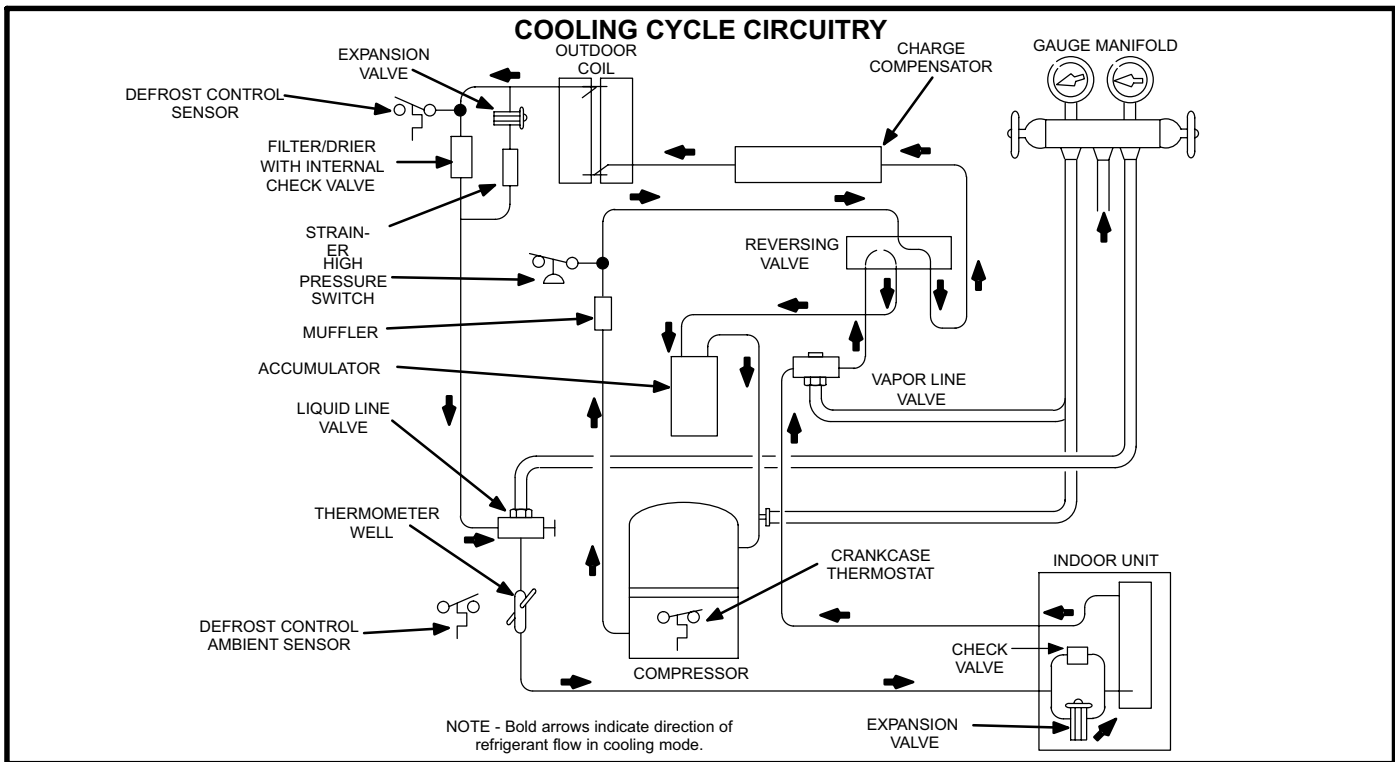 COOLING CYCLE CIRCUITRY
EXPANSION
VALVE
OUTDOOR
COIL
CHARGE
COMPENSATOR
GAUGE MANIFOLD
DEFROST CONTROL
SENSOR
FILTER/DRIER
WITH INTERNAL
CHECK VALVE
STRAIN-
ER
HIGH
PRESSURE
SWITCH
REVERSING
VALVE
MUFFLER
ACCUMULATOR
VAPOR LINE
VALVE
LIQUID LINE
VALVE
THERMOMETER
WELL
CRANKCASE
THERMOSTAT
INDOOR UNIT
DEFROST CONTROL
AMBIENT SENSOR
CHECK
VALVE
COMPRESSOR
EXPANSION
VALVE
NOTE - Bold arrows indicate direction of
refrigerant flow in cooling mode.